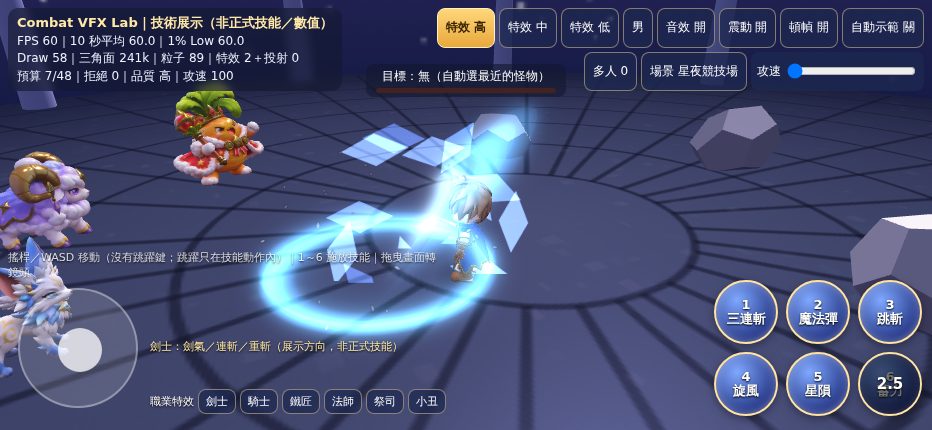 Combat VFX Lab｜技術展示（非正式技能／數值）
FPS 60｜10 秒平均 60.0｜1% Low 60.0
Draw 58｜三角面 241k｜粒子 89｜特效 2＋投射 0
預算 7/48｜拒絕 0｜品質 高｜攻速 100
特效 高
特效 中
特效 低
男
音效 開
震動 開
頓幀 開
自動示範 關
多人 0
場景 星夜競技場
攻速
目標：無（自動選最近的怪物）
搖桿／WASD 移動（沒有跳躍鍵；跳躍只在技能動作內）｜1～6 施放技能｜拖曳畫面轉
鏡頭
劍士：劍氣／連斬／重斬（展示方向，非正式技能）
職業特效
劍士
騎士
鐵匠
法師
祭司
小丑
1
三連斬
2
魔法彈
3
跳斬
4
旋風
5
星隕
6
2.5
蓄力